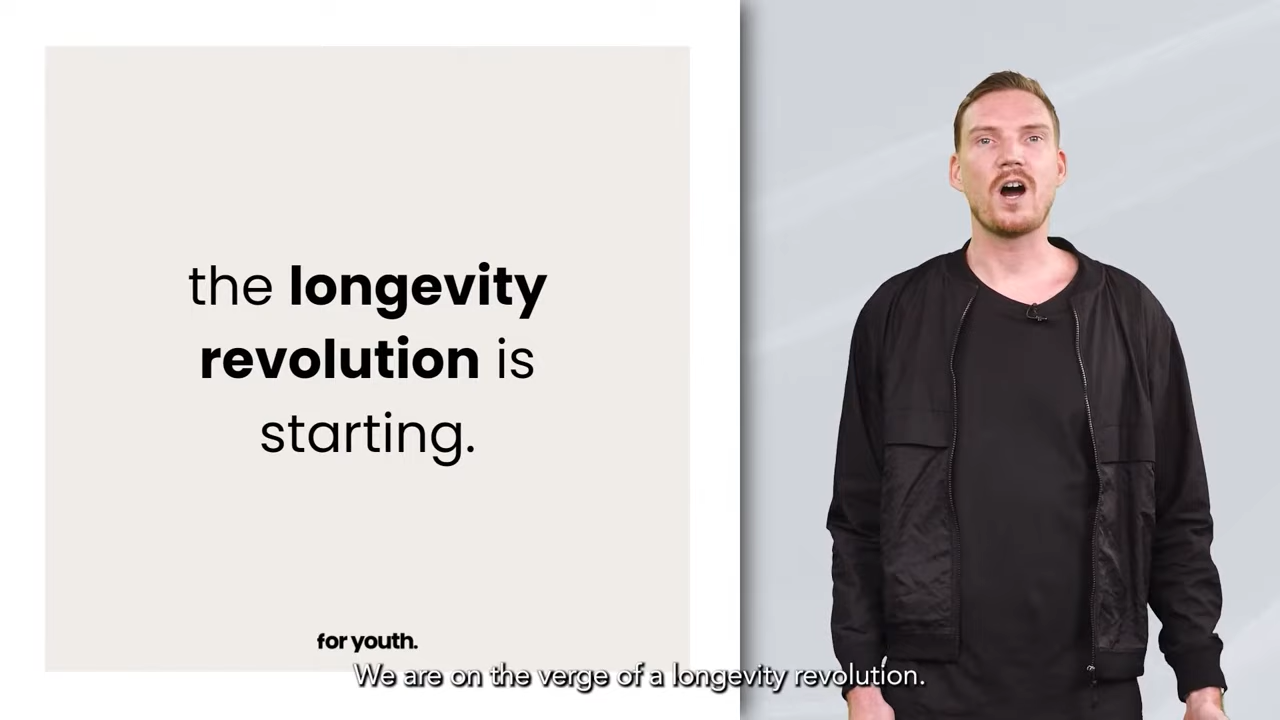 the longevity
revolution is
starting.
for youth.
We are on the verge of a longevity revolution.